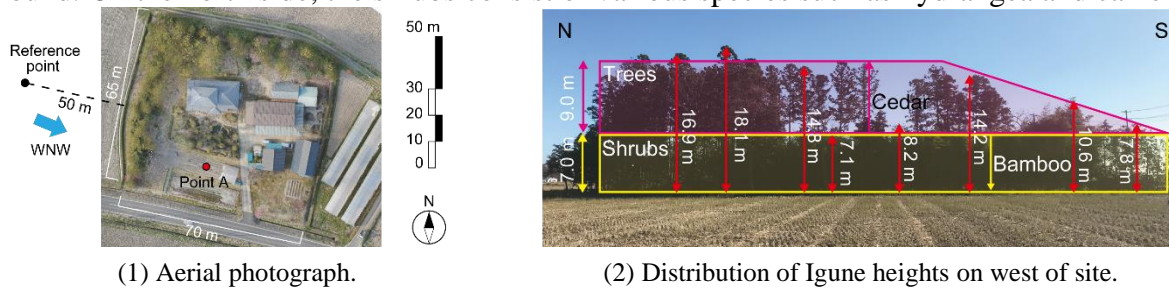 Reference
point
50 m
WNW
65 m
Point A
70 m
50 m
30
20
10
0
N
N
S
Trees
9.0 m
Cedar
Shrubs
7.0 m
Bamboo
16.9 m
18.1 m
14.8 m
7.1 m
8.2 m
14.2 m
10.6 m
7.8 m
(1) Aerial photograph.
(2) Distribution of Igune heights on west of site.